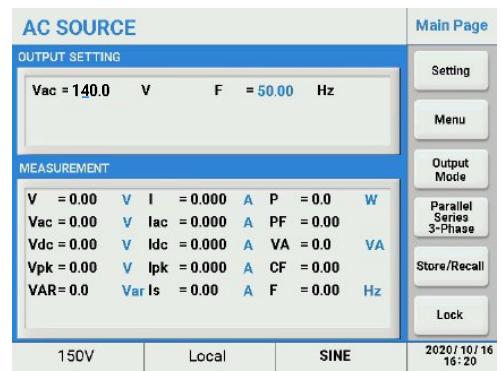 AC SOURCE
Main Page
OUTPUT SETTING
Vac = 140.0 V F = 50.00 Hz
MEASUREMENT
V = 0.00 V I = 0.000 A P = 0.0 W
Vac = 0.00 V Iac = 0.000 A PF = 0.00
Vdc = 0.00 V Idc = 0.000 A VA = 0.0 VA
Vpk = 0.00 V Ipk = 0.000 A CF = 0.00
VAR= 0.0 Var Is = 0.00 A F = 0.00 Hz
Setting
Menu
Output
Mode
Parallel
Series
3-Phase
Store/Recall
Lock
150V Local SINE
2020/10/16
16:20